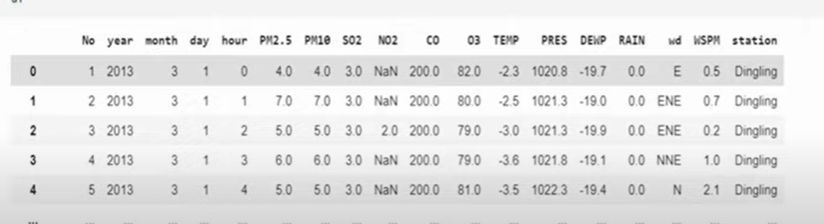 No year month day hour PM2.5 PM10 SO2 NO2 CO O3 TEMP PRES DEWP RAIN wd WSPM station
0 1 2013 3 1 0 4.0 4.0 3.0 NaN 200.0 82.0 -2.3 1020.8 -19.7 0.0 E 0.5 Dingling
1 2 2013 3 1 1 7.0 7.0 3.0 NaN 200.0 80.0 -2.5 1021.3 -19.0 0.0 ENE 0.7 Dingling
2 3 2013 3 1 2 5.0 5.0 3.0 2.0 200.0 79.0 -3.0 1021.3 -19.9 0.0 ENE 0.2 Dingling
3 4 2013 3 1 3 6.0 6.0 3.0 NaN 200.0 79.0 -3.6 1021.8 -19.1 0.0 NNE 1.0 Dingling
4 5 2013 3 1 4 5.0 5.0 3.0 NaN 200.0 81.0 -3.5 1022.3 -19.4 0.0 N 2.1 Dingling